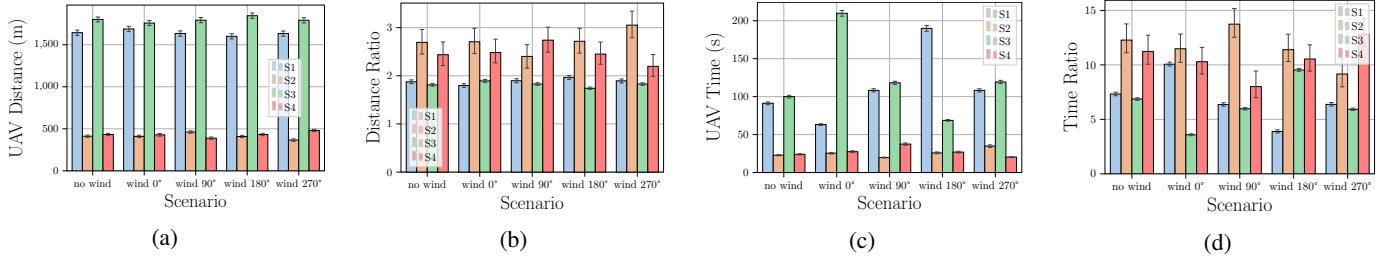 UAV Distance (m)
1,500
1,000
500
0
S1
S2
S3
S4
no wind wind 0° wind 90° wind 180° wind 270°
Scenario
(a)
Distance Ratio
3
2
1
0
S1
S2
S3
S4
no wind wind 0° wind 90° wind 180° wind 270°
Scenario
(b)
UAV Time (s)
200
150
100
50
0
S1
S2
S3
S4
no wind wind 0° wind 90° wind 180° wind 270°
Scenario
(c)
Time Ratio
15
10
5
0
S1
S2
S3
S4
no wind wind 0° wind 90° wind 180° wind 270°
Scenario
(d)